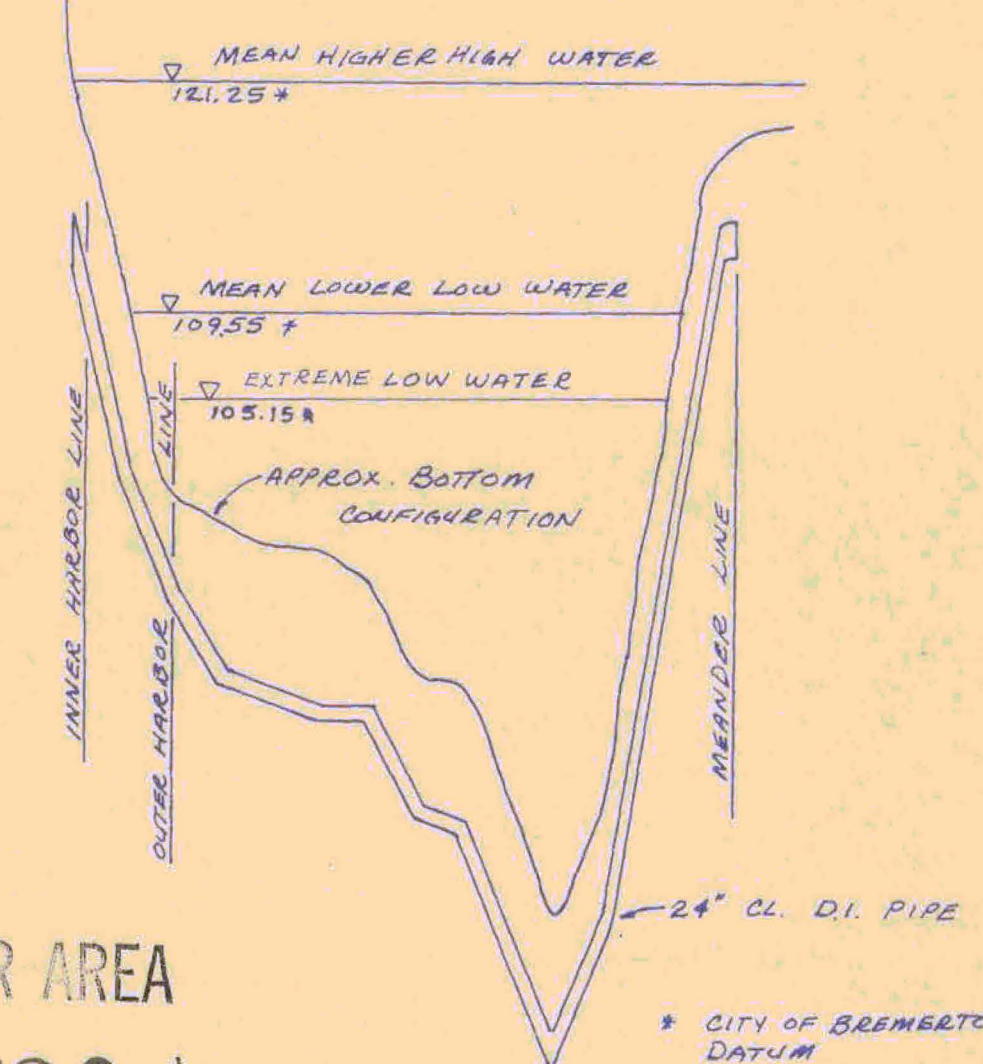 MEAN HIGHER HIGH WATER
121.25 *
MEAN LOWER LOW WATER
109.55 *
EXTREME LOW WATER
105.15 *
INNER HARBOR LINE
OUTER HARBOR LINE
APPROX. BOTTOM
CONFIGURATION
MEANDER LINE
24" CL. D.I. PIPE
R AREA
* CITY OF BREMERTO
DATUM